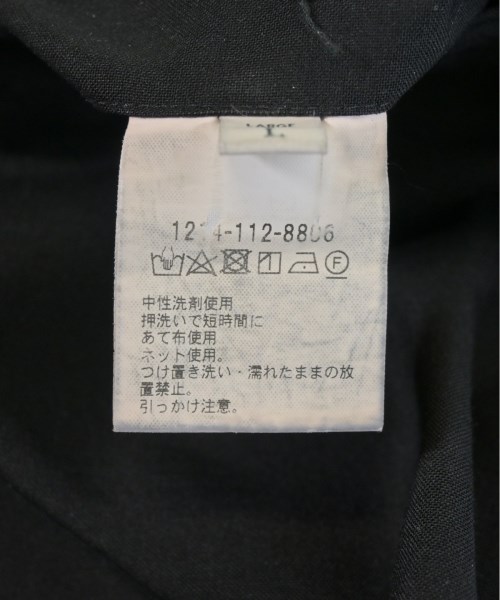 LARGE
L
1214-112-8806
F
中性洗剤使用
押洗いで短時間に
あて布使用
ネット使用。
つけ置き洗い・濡れたままの放
置禁止。
引っかけ注意。